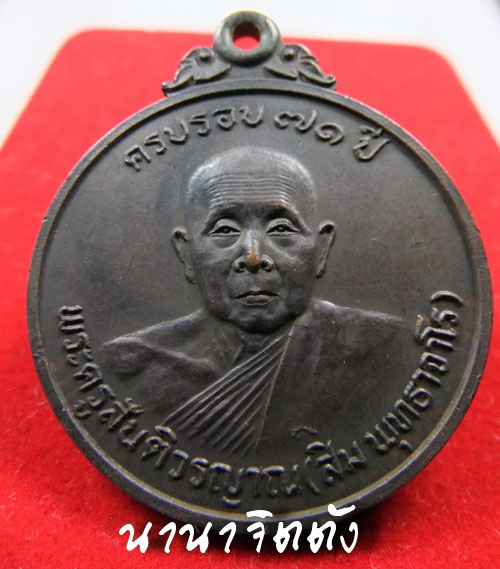 ครบรอบ ๗๑ ปี
พระครูสันติวรญาณ (สิม พุทฺธาจาโร)
นานาจิตตัง